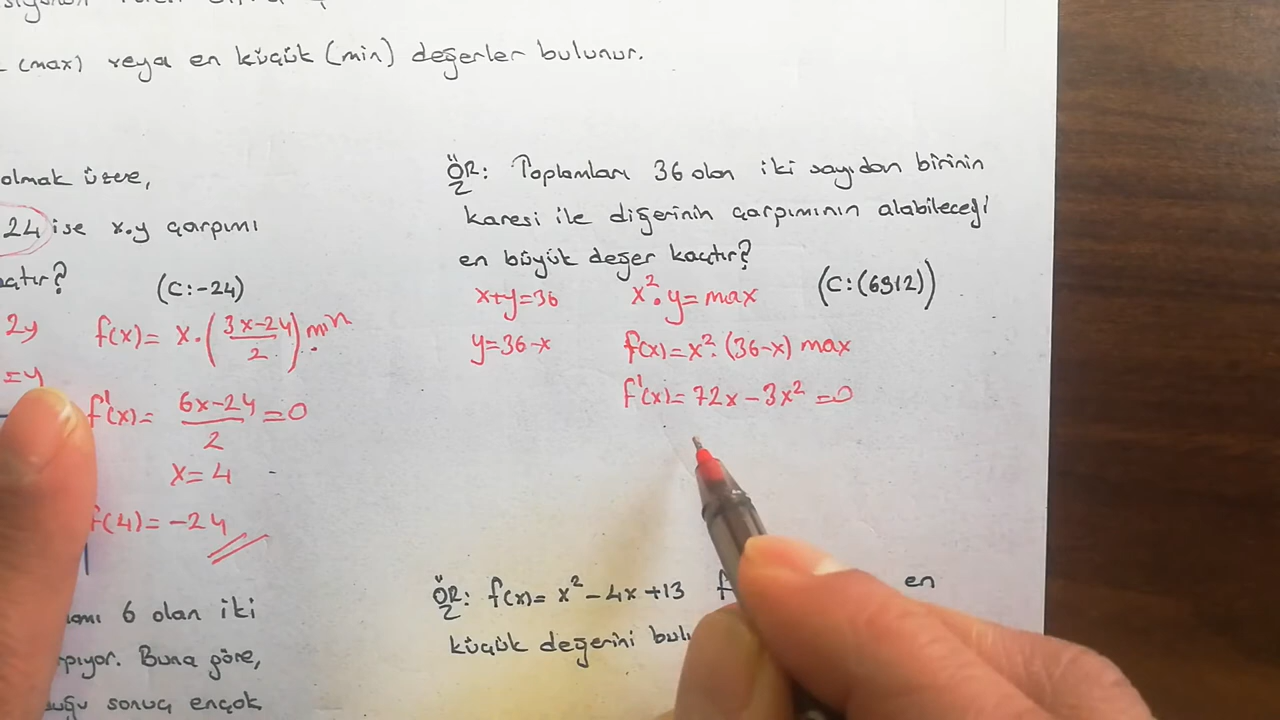 (max) veya en küçük (min) değerler bulunur.
olmak üzere,
24 ise x.y çarpımı
(C:-24)
2y
f(x)= x.(3x-24/2) min
=y
f'(x)= 6x-24/2 =0
x=4
f(4)=-24
6 olan iki
Buna göre,
sonuç ençok
ÖR: Toplamları 36 olan iki sayıdan birinin
karesi ile diğerinin çarpımının alabileceği
en büyük değer kaçtır?
(C:(6912))
x+y=36 x².y=max
y=36-x f(x)=x².(36-x) max
f'(x)=72x-3x²=0
ÖR: f(x)=x²-4x+13 en
küçük değerini